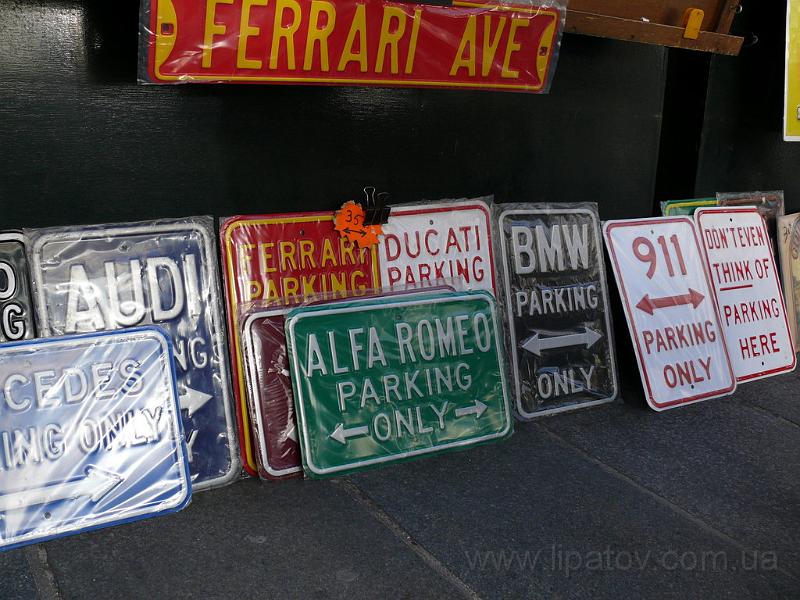 FERRARI AVE
35
G
AUDI
NG
Y
CEDES
ING ONLY
FERRARI
PARKING
DUCATI
PARKING
ALFA ROMEO
PARKING
ONLY
BMW
PARKING
ONLY
911
PARKING
ONLY
DON'T EVEN
THINK OF
PARKING
HERE
www.lipatov.com.ua